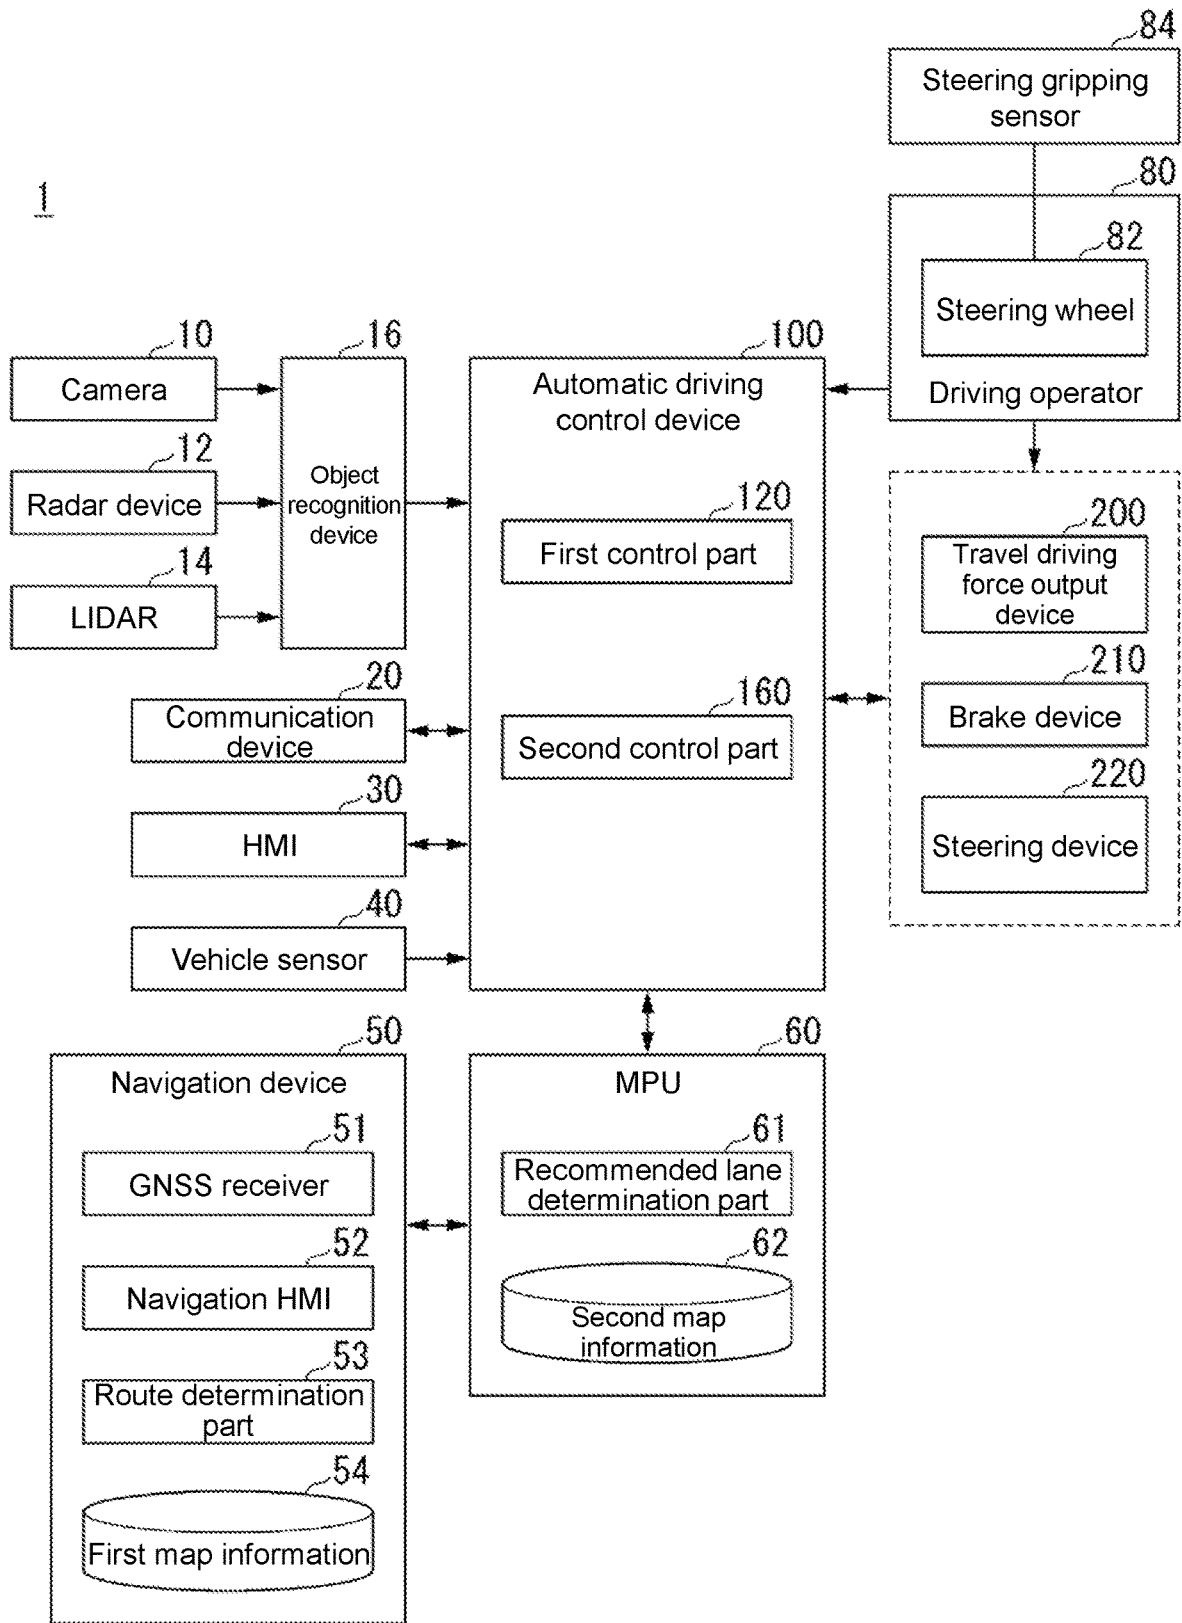 84
Steering gripping
sensor
80
1
82
Steering wheel
Driving operator
10
Camera
12
Radar device
14
LIDAR
16
Object
recognition
device
100
Automatic driving
control device
120
First control part
160
Second control part
200
Travel driving
force output
device
210
Brake device
220
Steering device
20
Communication
device
30
HMI
40
Vehicle sensor
50
Navigation device
51
GNSS receiver
52
Navigation HMI
53
Route determination
part
54
First map information
60
MPU
61
Recommended lane
determination part
62
Second map
information